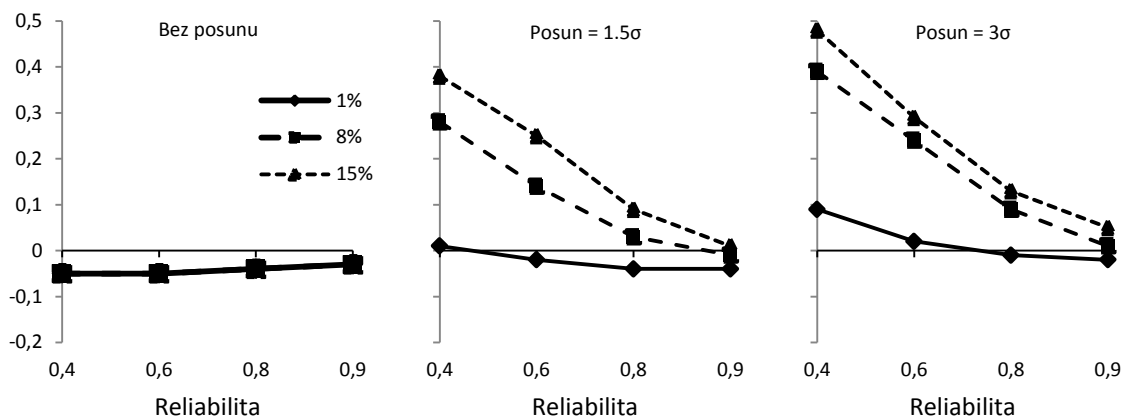 Bez posunu
Posun = 1.5σ
Posun = 3σ
0,5
0,4
0,3
0,2
0,1
0
-0,1
-0,2
1%
8%
15%
0,4 0,6 0,8 0,9
0,4 0,6 0,8 0,9
0,4 0,6 0,8 0,9
Reliabilita
Reliabilita
Reliabilita